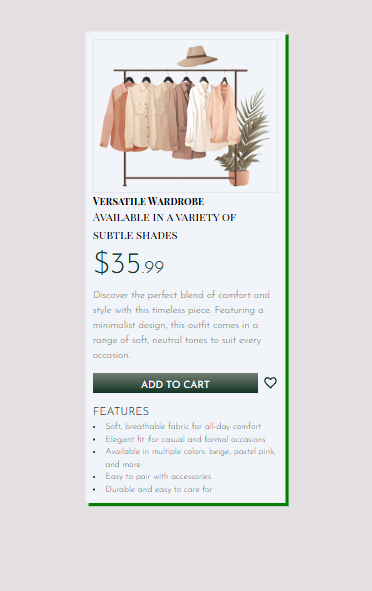 Versatile Wardrobe
Available in a variety of
subtle shades
$35.99
Discover the perfect blend of comfort and
style with this timeless piece. Featuring a
minimalist design, this outfit comes in a
range of soft, neutral tones to suit every
occasion.
ADD TO CART
FEATURES
• Soft, breathable fabric for all-day comfort
• Elegant fit for casual and formal occasions
• Available in multiple colors: beige, pastel pink,
and more
• Easy to pair with accessories
• Durable and easy to care for